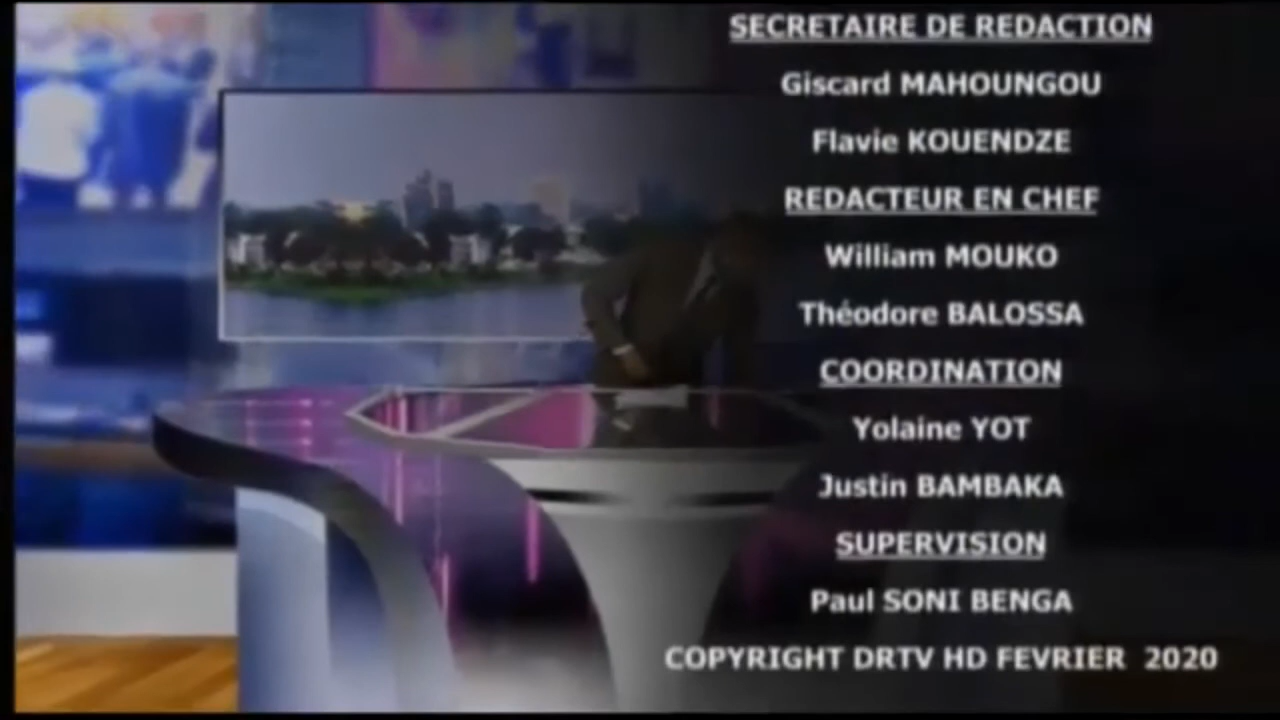 SECRETAIRE DE REDACTION
Giscard MAHOUNGOU
Flavie KOUENDZE
REDACTEUR EN CHEF
William MOUKO
Théodore BALOSSA
COORDINATION
Yolaine YOT
Justin BAMBAKA
SUPERVISION
Paul SONI BENGA
COPYRIGHT DRTV HD FEVRIER 2020